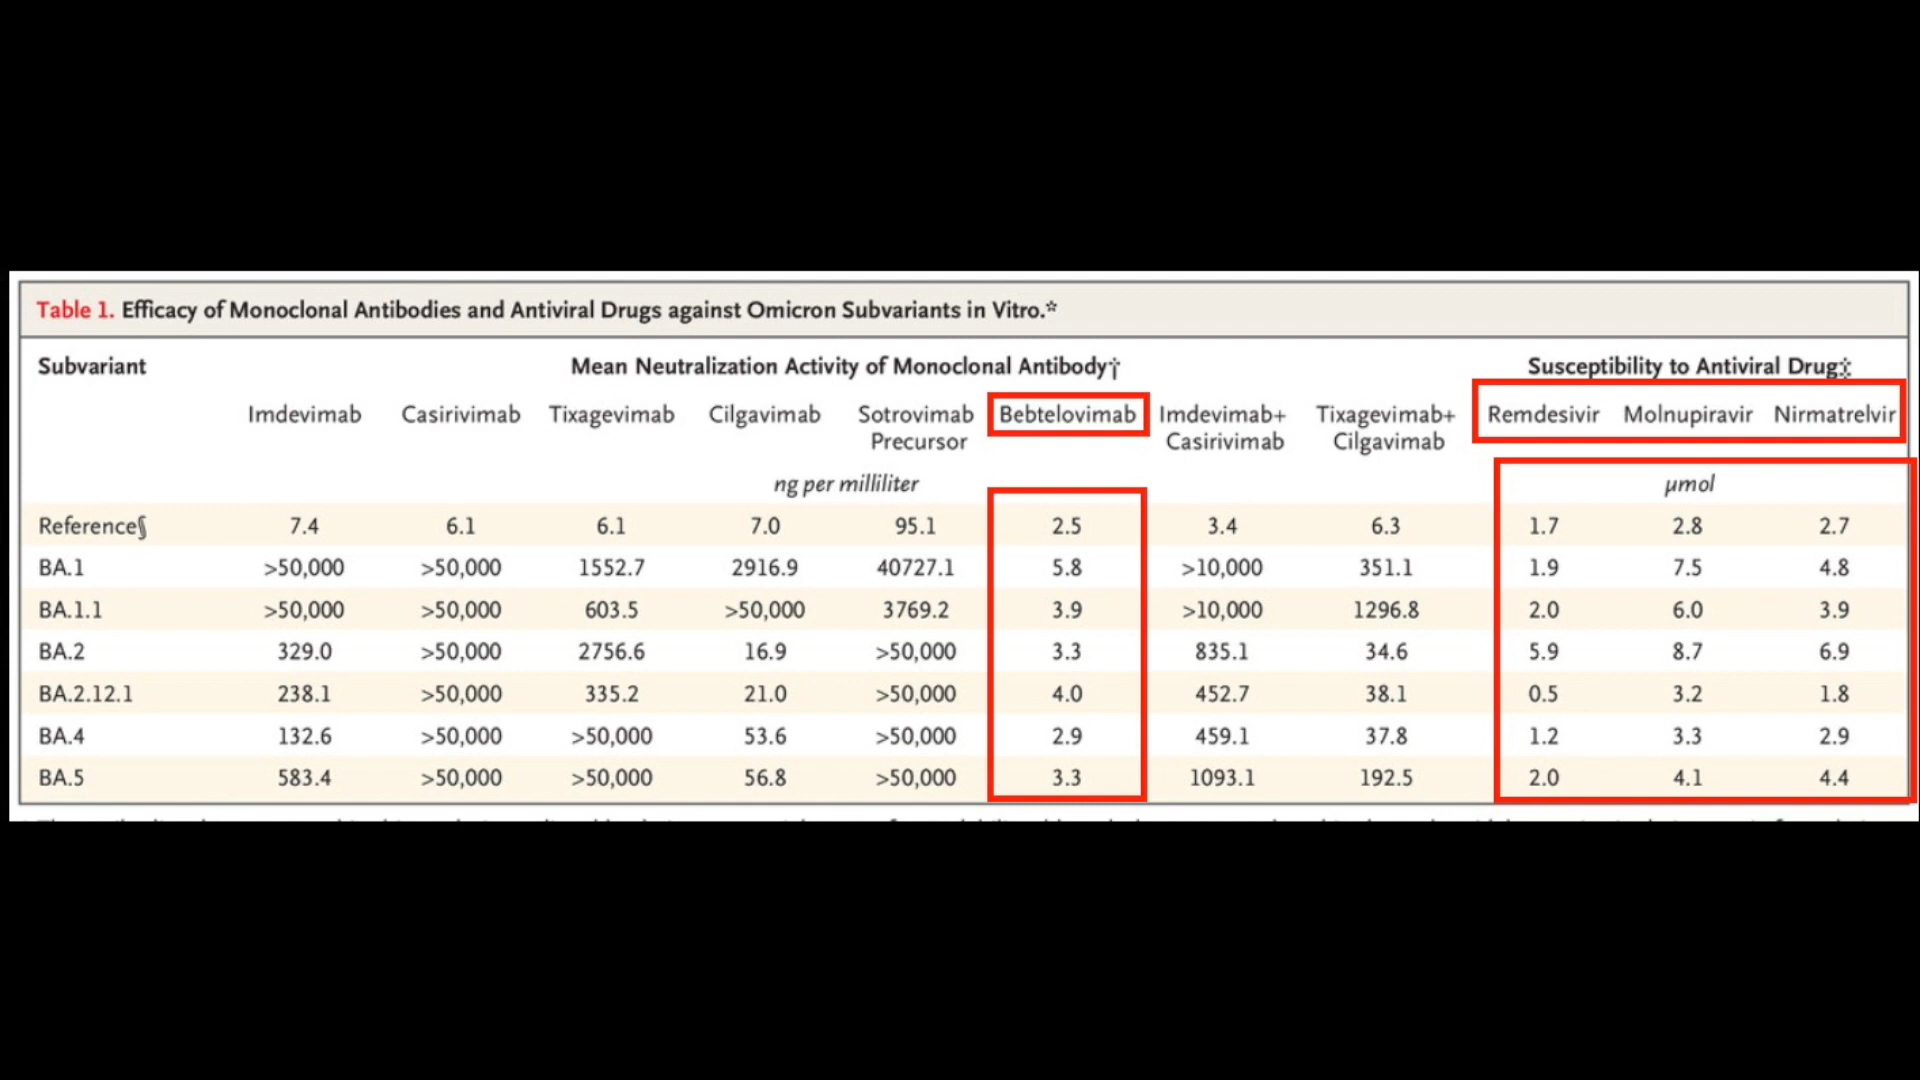 Table 1. Efficacy of Monoclonal Antibodies and Antiviral Drugs against Omicron Subvariants in Vitro.*
Subvariant Mean Neutralization Activity of Monoclonal Antibody† Susceptibility to Antiviral Drug‡
Imdevimab Casirivimab Tixagevimab Cilgavimab Sotrovimab Precursor Bebtelovimab Imdevimab+ Casirivimab Tixagevimab+ Cilgavimab Remdesivir Molnupiravir Nirmatrelvir
ng per milliliter µmol
Reference§ 7.4 6.1 6.1 7.0 95.1 2.5 3.4 6.3 1.7 2.8 2.7
BA.1 >50,000 >50,000 1552.7 2916.9 40727.1 5.8 >10,000 351.1 1.9 7.5 4.8
BA.1.1 >50,000 >50,000 603.5 >50,000 3769.2 3.9 >10,000 1296.8 2.0 6.0 3.9
BA.2 329.0 >50,000 2756.6 16.9 >50,000 3.3 835.1 34.6 5.9 8.7 6.9
BA.2.12.1 238.1 >50,000 335.2 21.0 >50,000 4.0 452.7 38.1 0.5 3.2 1.8
BA.4 132.6 >50,000 >50,000 53.6 >50,000 2.9 459.1 37.8 1.2 3.3 2.9
BA.5 583.4 >50,000 >50,000 56.8 >50,000 3.3 1093.1 192.5 2.0 4.1 4.4